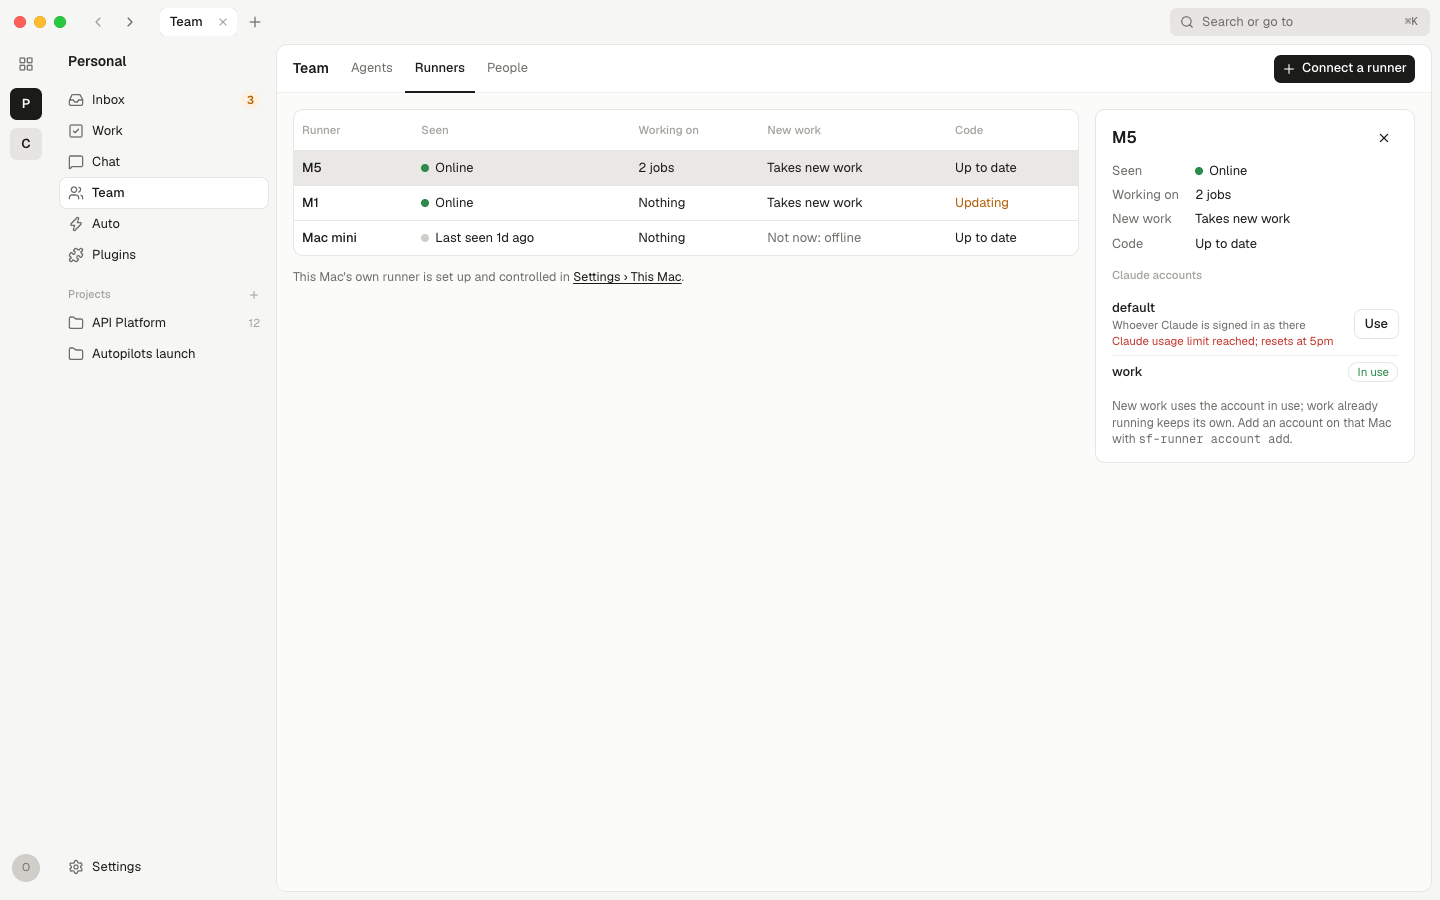 Team
Search or go to ⌘K
P
C
O
Personal
Inbox 3
Work
Chat
Team
Auto
Plugins
Projects
API Platform 12
Autopilots launch
Settings
Team Agents Runners People
Connect a runner
Runner Seen Working on New work Code
M5 Online 2 jobs Takes new work Up to date
M1 Online Nothing Takes new work Updating
Mac mini Last seen 1d ago Nothing Not now: offline Up to date
This Mac's own runner is set up and controlled in Settings › This Mac.
M5
Seen Online
Working on 2 jobs
New work Takes new work
Code Up to date
Claude accounts
default
Whoever Claude is signed in as there
Claude usage limit reached; resets at 5pm
Use
work In use
New work uses the account in use; work already
running keeps its own. Add an account on that Mac
with sf-runner account add.